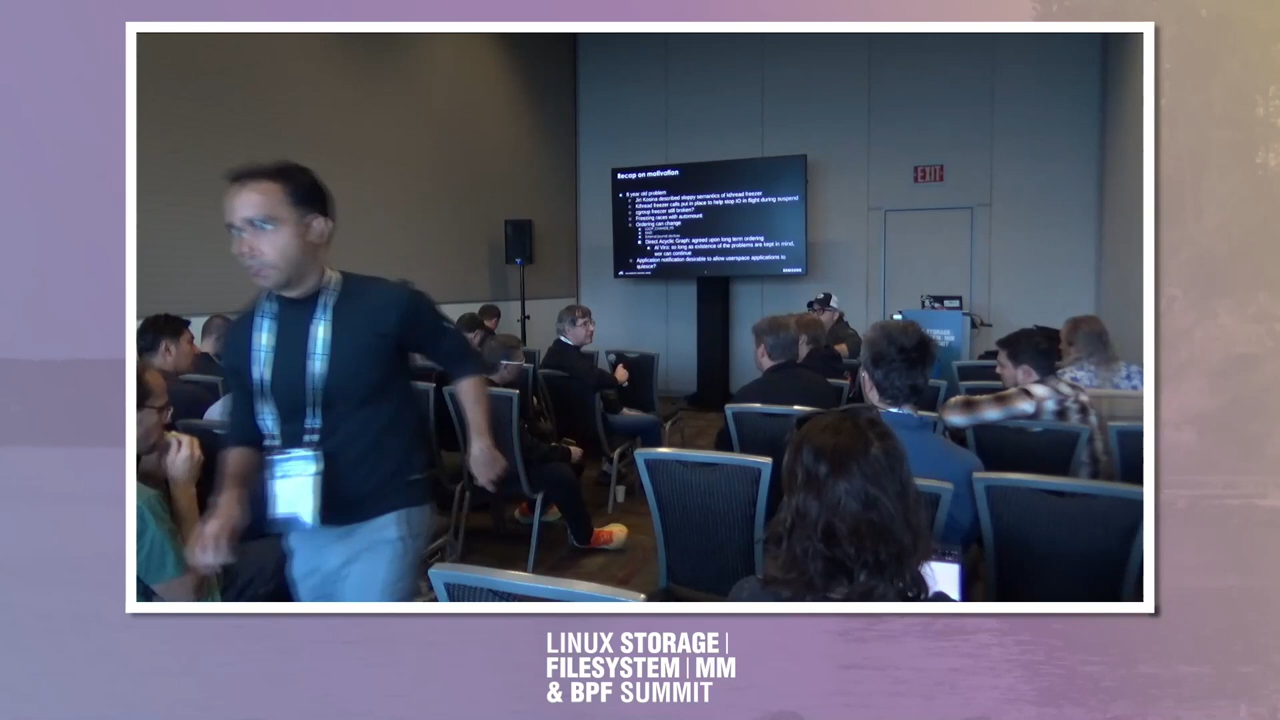 Recap on motivation
8 year old problem
Jiri Kosina described sloppy semantics of kthread freezer
Kthread freezer calls put in place to help stop IO in flight during suspend
cgroup freezer still broken?
Freezing races with automount
Ordering can change
Direct Acyclic Graph: agreed upon long term ordering
Al Viro: so long as existence of the problems are kept in mind,
wor can continue
Application notification desirable to allow userspace applications to
quiesce?
SAMSUNG
EXIT
STORAGE
LINUX STORAGE |
FILESYSTEM | MM
& BPF SUMMIT